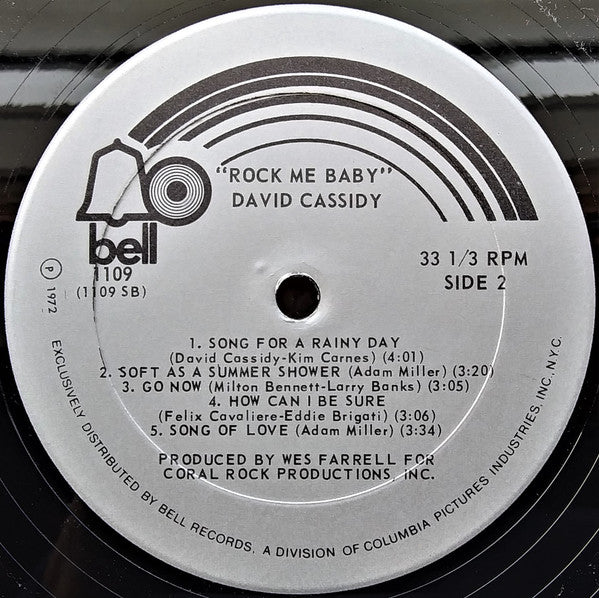 "ROCK ME BABY"
DAVID CASSIDY
bell
1109
(1109 SB)
℗ 1972
33 1/3 RPM
SIDE 2
1. SONG FOR A RAINY DAY
(David Cassidy-Kim Carnes) (4:01)
2. SOFT AS A SUMMER SHOWER (Adam Miller) (3:20)
3. GO NOW (Milton Bennett-Larry Banks) (3:05)
4. HOW CAN I BE SURE
(Felix Cavaliere-Eddie Brigati) (3:06)
5. SONG OF LOVE (Adam Miller) (3:34)
PRODUCED BY WES FARRELL FOR
CORAL ROCK PRODUCTIONS, INC.
EXCLUSIVELY DISTRIBUTED BY BELL RECORDS, A DIVISION OF COLUMBIA PICTURES INDUSTRIES, INC. N.Y.C.